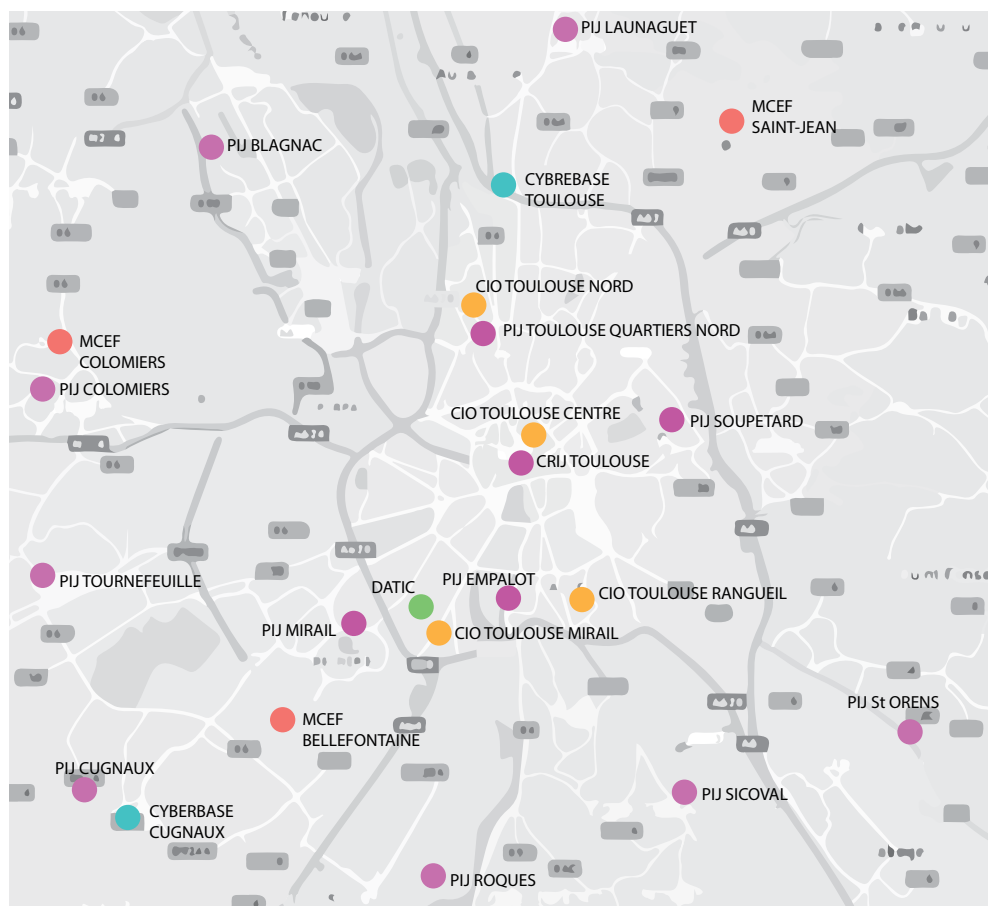 PIJ LAUNAGUET
MCEF
SAINT-JEAN
PIJ BLAGNAC
CYBREBASE
TOULOUSE
CIO TOULOUSE NORD
PIJ TOULOUSE QUARTIERS NORD
MCEF
COLOMIERS
PIJ COLOMIERS
CIO TOULOUSE CENTRE
PIJ SOUPETARD
CRIJ TOULOUSE
PIJ TOURNEFEUILLE
DATIC
PIJ EMPALOT
CIO TOULOUSE RANGUEIL
PIJ MIRAIL
CIO TOULOUSE MIRAIL
PIJ St ORENS
MCEF
BELLEFONTAINE
PIJ CUGNAUX
PIJ SICOVAL
CYBERBASE
CUGNAUX
PIJ ROQUES